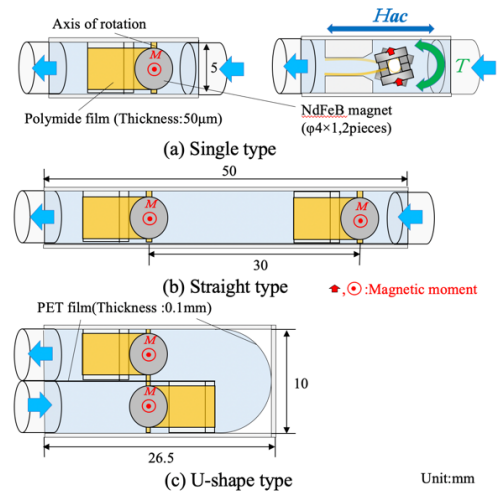 Axis of rotation
Hac
M
5
T
Polymide film (Thickness:50μm)
NdFeB magnet
(φ4×1,2pieces)
(a) Single type
50
M
M
30
(b) Straight type
,:Magnetic moment
PET film(Thickness :0.1mm)
M
10
M
26.5
(c) U-shape type
Unit:mm